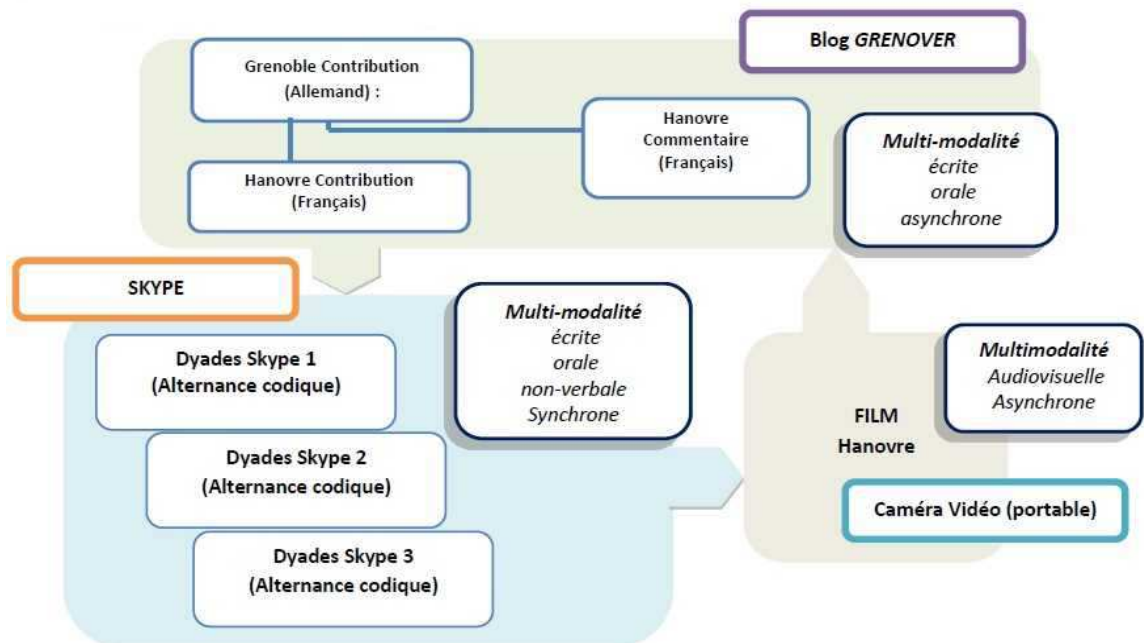 Blog GRENOVER
Grenoble Contribution
(Allemand) :
Hanovre
Commentaire
(Français)
Hanovre Contribution
(Français)
Multi-modalité
écrite
orale
asynchrone
SKYPE
Dyades Skype 1
(Alternance codique)
Dyades Skype 2
(Alternance codique)
Dyades Skype 3
(Alternance codique)
Multi-modalité
écrite
orale
non-verbale
Synchrone
Multimodalité
Audiovisuelle
Asynchrone
FILM
Hanovre
Caméra Vidéo (portable)